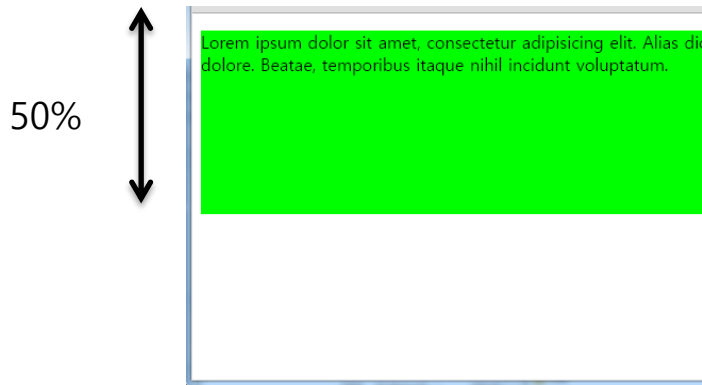 Lorem ipsum dolor sit amet, consectetur adipisicing elit. Alias
dolore. Beatae, temporibus itaque nihil incidunt voluptatum.
50%